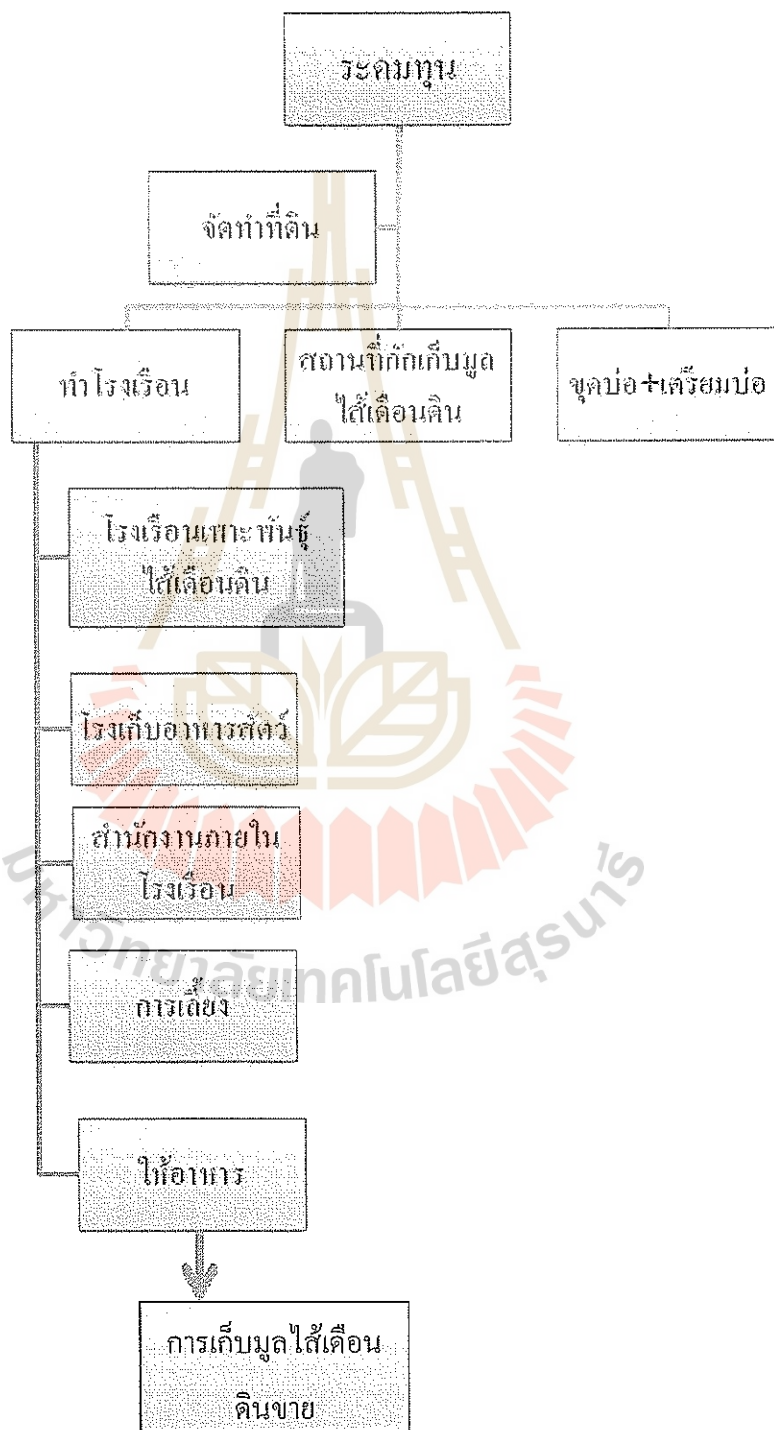 ระดมทุน
จัดทำที่ดิน
ทำโรงเรือน
สถานที่กักเก็บมูล
ไส้เดือนดิน
ขุดบ่อ+เตรียมบ่อ
โรงเรือนเพาะพันธุ์
ไส้เดือนดิน
โรงเก็บอาหารสัตว์
สำนักงานภายใน
โรงเรือน
มหาวิทยาลัยเทคโนโลยีสุรนารี
การเลี้ยง
ให้อาหาร
การเก็บมูลไส้เดือน
ดินขาย